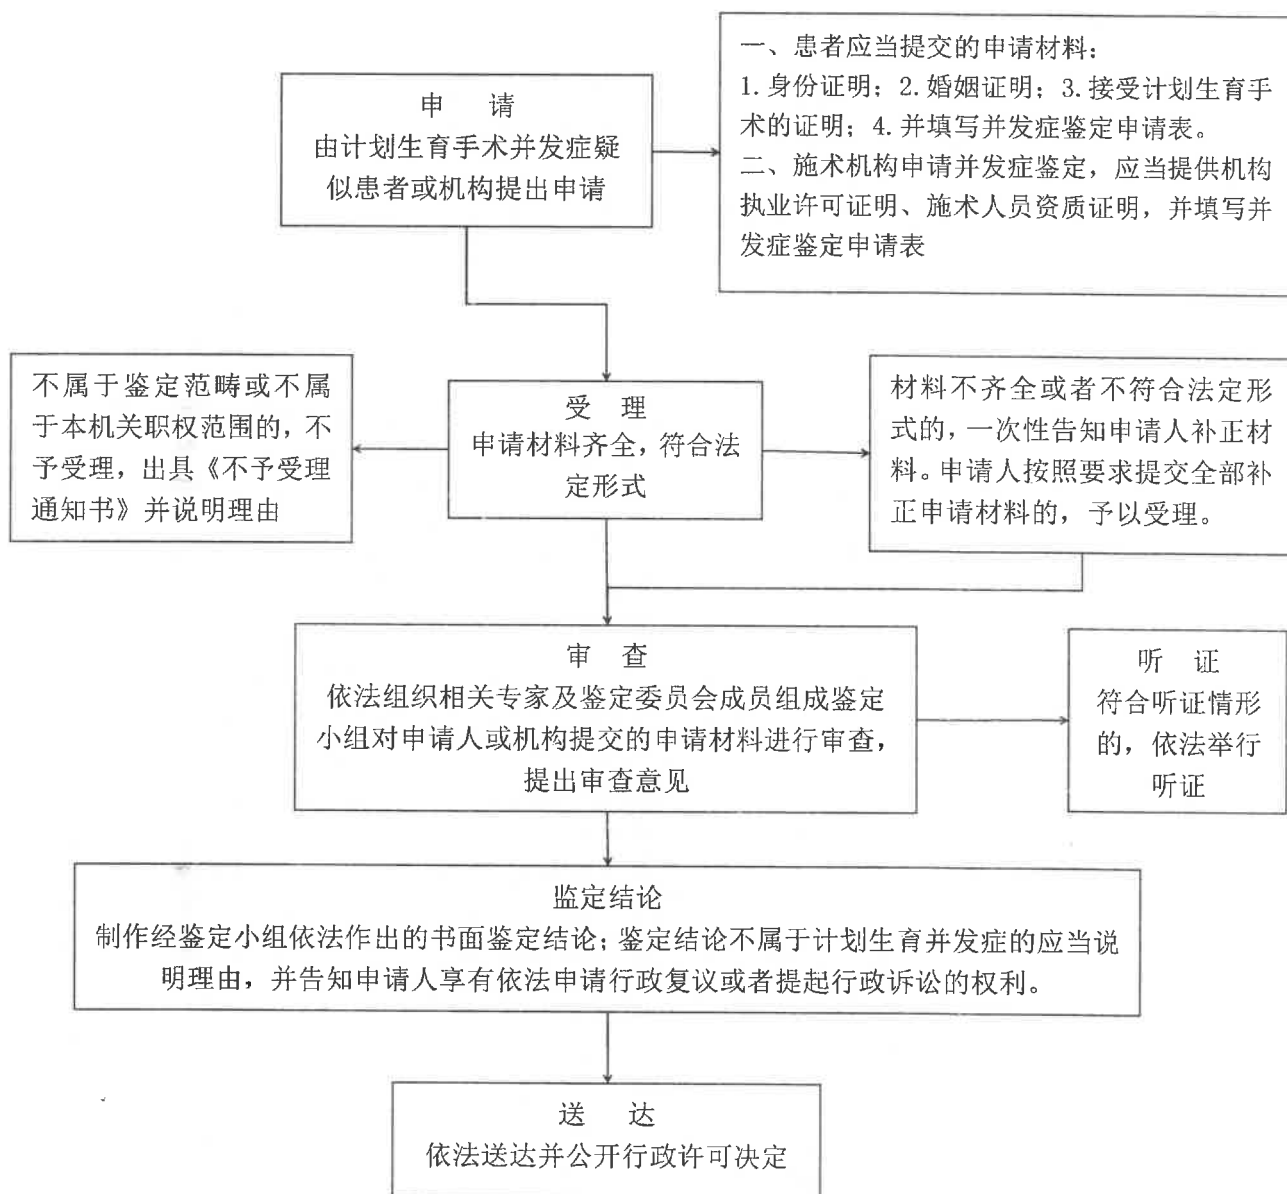 申 请
由计划生育手术并发症疑
似患者或机构提出申请
一、患者应当提交的申请材料：
1.身份证明；2.婚姻证明；3.接受计划生育手
术的证明；4.并填写并发症鉴定申请表。
二、施术机构申请并发症鉴定，应当提供机构
执业许可证明、施术人员资质证明，并填写并
发症鉴定申请表
不属于鉴定范畴或不属
于本机关职权范围的，不
予受理，出具《不予受理
通知书》并说明理由
受 理
申请材料齐全，符合法
定形式
材料不齐全或者不符合法定形
式的，一次性告知申请人补正材
料。申请人按照要求提交全部补
正申请材料的，予以受理。
审 查
依法组织相关专家及鉴定委员会成员组成鉴定
小组对申请人或机构提交的申请材料进行审查，
提出审查意见
听 证
符合听证情形
的，依法举行
听证
监定结论
制作经鉴定小组依法作出的书面鉴定结论；鉴定结论不属于计划生育并发症的应当说
明理由，并告知申请人享有依法申请行政复议或者提起行政诉讼的权利。
送 达
依法送达并公开行政许可决定